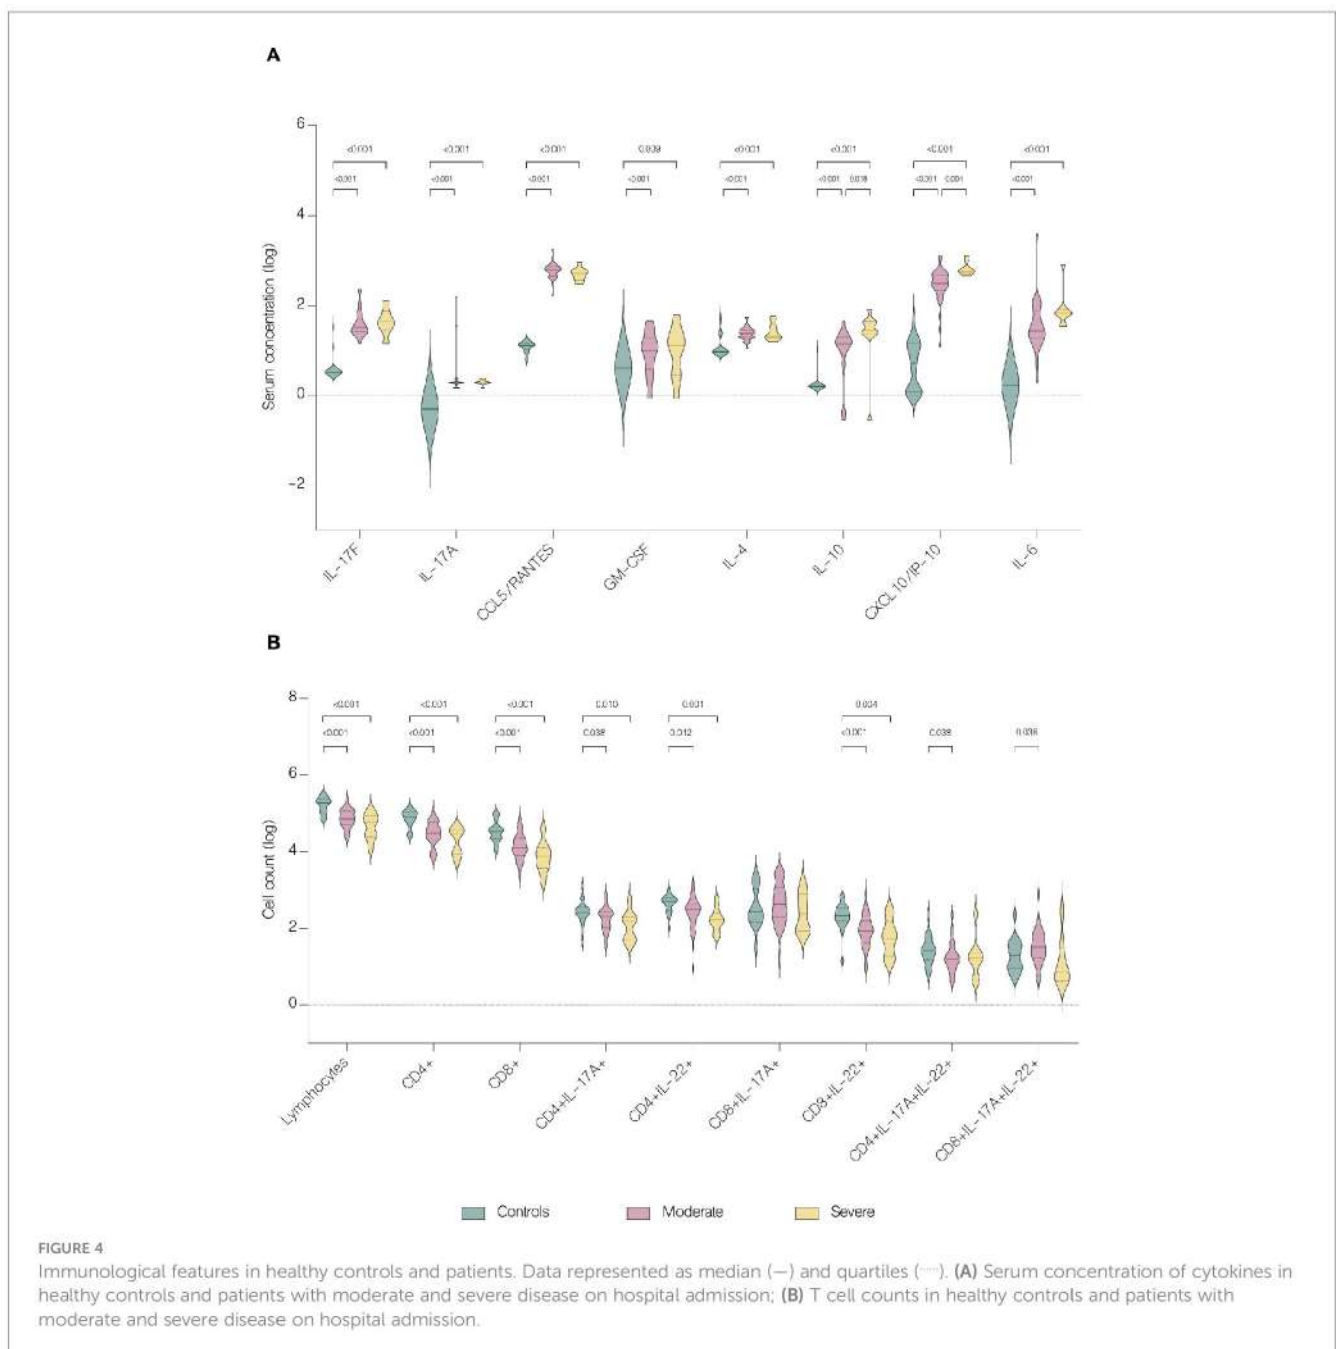 A
6
4
2
0
−2
Serum concentration (log)
<0.001 <0.001 <0.001 0.039 <0.001 <0.001 <0.001 <0.001
<0.001 <0.001 <0.001 <0.001 <0.001 <0.001 0.018 <0.001 <0.001
IL-17F
IL-17A
CCL5/RANTES
GM-CSF
IL-4
IL-10
CXCL10/IP-10
IL-6
B
8
6
4
2
0
Cell count (log)
<0.001 <0.001 <0.001 0.010 0.004
<0.001 <0.001 <0.001 0.038 0.012 <0.001 0.038 0.036
Lymphocytes
CD4+
CD8+
CD4+IL-17A+
CD4+IL-22+
CD8+IL-17A+
CD8+IL-22+
CD4+IL-17A+IL-22+
CD8+IL-17A+IL-22+
Controls Moderate Severe
FIGURE 4
Immunological features in healthy controls and patients. Data represented as median (—) and quartiles (·····). (A) Serum concentration of cytokines in
healthy controls and patients with moderate and severe disease on hospital admission; (B) T cell counts in healthy controls and patients with
moderate and severe disease on hospital admission.